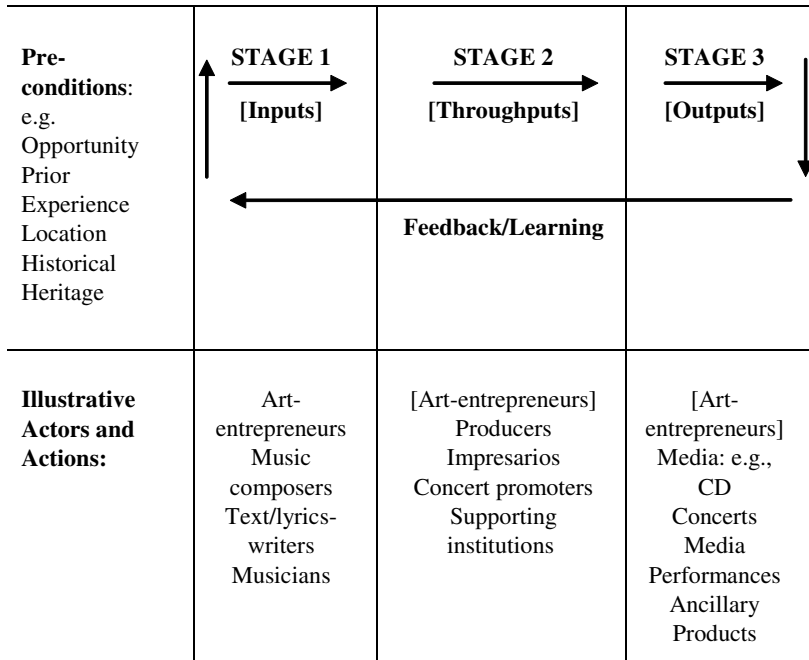 Pre-
conditions:
e.g.
Opportunity
Prior
Experience
Location
Historical
Heritage
STAGE 1
[Inputs]
STAGE 2
[Throughputs]
STAGE 3
[Outputs]
Feedback/Learning
Illustrative
Actors and
Actions:
Art-
entrepreneurs
Music
composers
Text/lyrics-
writers
Musicians
[Art-entrepreneurs]
Producers
Impresarios
Concert promoters
Supporting
institutions
[Art-
entrepreneurs]
Media: e.g.,
CD
Concerts
Media
Performances
Ancillary
Products